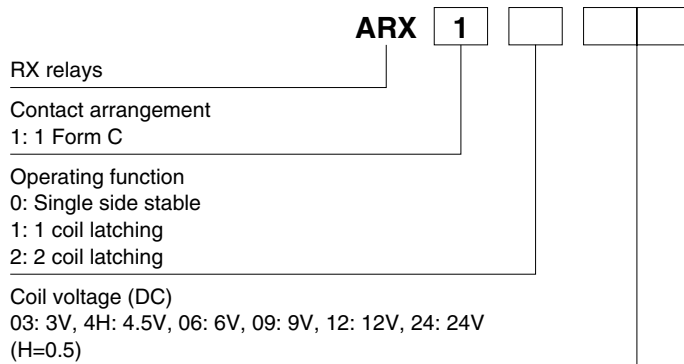 ARX 1
RX relays
Contact arrangement
1: 1 Form C
Operating function
0: Single side stable
1: 1 coil latching
2: 2 coil latching
Coil voltage (DC)
03: 3V, 4H: 4.5V, 06: 6V, 09: 9V, 12: 12V, 24: 24V
(H=0.5)